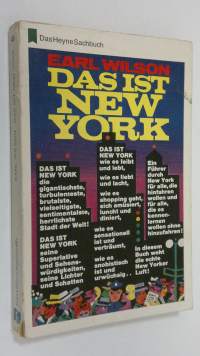 Das Heyne Sachbuch
EARL WILSON
DAS IST
NEW
YORK
DAS IST
NEW YORK
die
gigantischste,
turbulenteste,
brutalste,
vielseitigste,
sentimentalste,
herrlichste
Stadt der Welt!
DAS IST
NEW YORK
seine
Superlative
und Sehens-
würdigkeiten,
seine Lichter
und Schatten
DAS IST
NEW YORK
wie es leibt
und lebt,
wie es liebt
und lacht,
wie es
shopping geht,
sich amüsiert,
luncht und
diniert,
wie es
sensationell
ist und
verträumt,
wie es
snobistisch
ist und
urwüchsig . .
Ein
Führer
durch
New York
für alle, die
hinfahren
wollen und
für alle,
die es
kennen-
lernen
wollen ohne
hinzufahren!
In diesem
Buch weht
die echte
New Yorker
Luft!